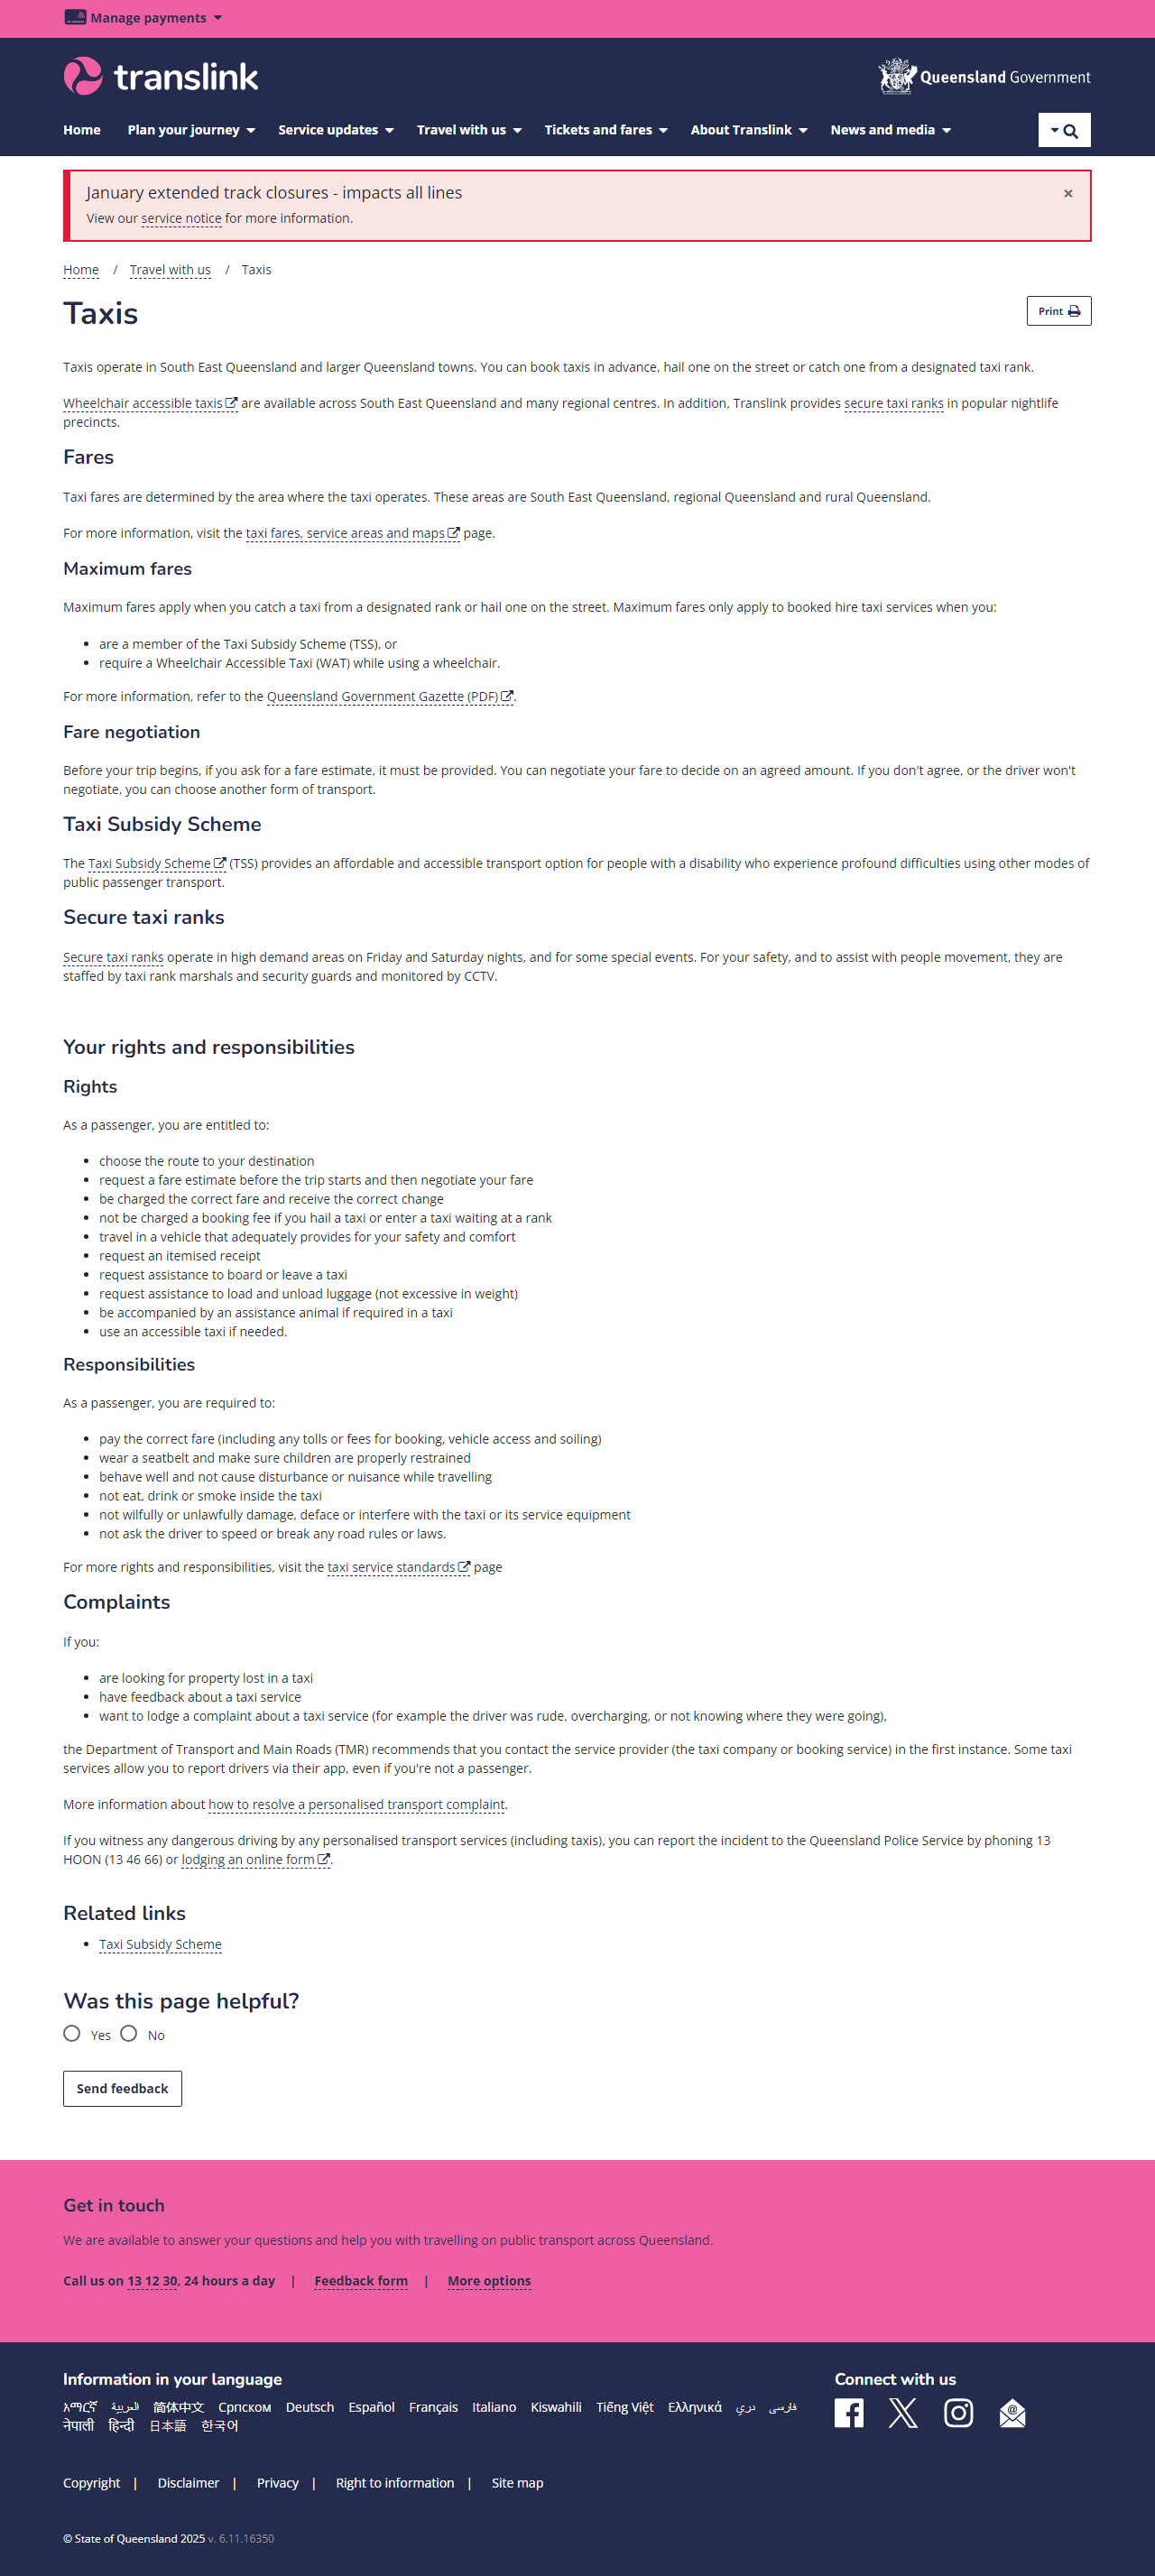 Manage payments
translink
Queensland Government
Home Plan your journey Service updates Travel with us Tickets and fares About Translink News and media
January extended track closures - impacts all lines ×
View our service notice for more information.
Home / Travel with us / Taxis
Taxis
Print
Taxis operate in South East Queensland and larger Queensland towns. You can book taxis in advance, hail one on the street or catch one from a designated taxi rank.
Wheelchair accessible taxis are available across South East Queensland and many regional centres. In addition, Translink provides secure taxi ranks in popular nightlife
precincts.
Fares
Taxi fares are determined by the area where the taxi operates. These areas are South East Queensland, regional Queensland and rural Queensland.
For more information, visit the taxi fares, service areas and maps page.
Maximum fares
Maximum fares apply when you catch a taxi from a designated rank or hail one on the street. Maximum fares only apply to booked hire taxi services when you:
• are a member of the Taxi Subsidy Scheme (TSS), or
• require a Wheelchair Accessible Taxi (WAT) while using a wheelchair.
For more information, refer to the Queensland Government Gazette (PDF).
Fare negotiation
Before your trip begins, if you ask for a fare estimate, it must be provided. You can negotiate your fare to decide on an agreed amount. If you don't agree, or the driver won't
negotiate, you can choose another form of transport.
Taxi Subsidy Scheme
The Taxi Subsidy Scheme (TSS) provides an affordable and accessible transport option for people with a disability who experience profound difficulties using other modes of
public passenger transport.
Secure taxi ranks
Secure taxi ranks operate in high demand areas on Friday and Saturday nights, and for some special events. For your safety, and to assist with people movement, they are
staffed by taxi rank marshals and security guards and monitored by CCTV.
Your rights and responsibilities
Rights
As a passenger, you are entitled to:
• choose the route to your destination
• request a fare estimate before the trip starts and then negotiate your fare
• be charged the correct fare and receive the correct change
• not be charged a booking fee if you hail a taxi or enter a taxi waiting at a rank
• travel in a vehicle that adequately provides for your safety and comfort
• request an itemised receipt
• request assistance to board or leave a taxi
• request assistance to load and unload luggage (not excessive in weight)
• be accompanied by an assistance animal if required in a taxi
• use an accessible taxi if needed.
Responsibilities
As a passenger, you are required to:
• pay the correct fare (including any tolls or fees for booking, vehicle access and soiling)
• wear a seatbelt and make sure children are properly restrained
• behave well and not cause disturbance or nuisance while travelling
• not eat, drink or smoke inside the taxi
• not wilfully or unlawfully damage, deface or interfere with the taxi or its service equipment
• not ask the driver to speed or break any road rules or laws.
For more rights and responsibilities, visit the taxi service standards page
Complaints
If you:
• are looking for property lost in a taxi
• have feedback about a taxi service
• want to lodge a complaint about a taxi service (for example the driver was rude, overcharging, or not knowing where they were going),
the Department of Transport and Main Roads (TMR) recommends that you contact the service provider (the taxi company or booking service) in the first instance. Some taxi
services allow you to report drivers via their app, even if you're not a passenger.
More information about how to resolve a personalised transport complaint.
If you witness any dangerous driving by any personalised transport services (including taxis), you can report the incident to the Queensland Police Service by phoning 13
HOON (13 46 66) or lodging an online form.
Related links
• Taxi Subsidy Scheme
Was this page helpful?
Yes No
Send feedback
Get in touch
We are available to answer your questions and help you with travelling on public transport across Queensland.
Call us on 13 12 30, 24 hours a day | Feedback form | More options
Information in your language
አማርኛ العربية 简体中文 Српском Deutsch Español Français Italiano Kiswahili Tiếng Việt Ελληνικά دری فارسی
नेपाली हिन्दी 日本語 한국어
Connect with us
Copyright | Disclaimer | Privacy | Right to information | Site map
© State of Queensland 2025 v. 6.11.16350